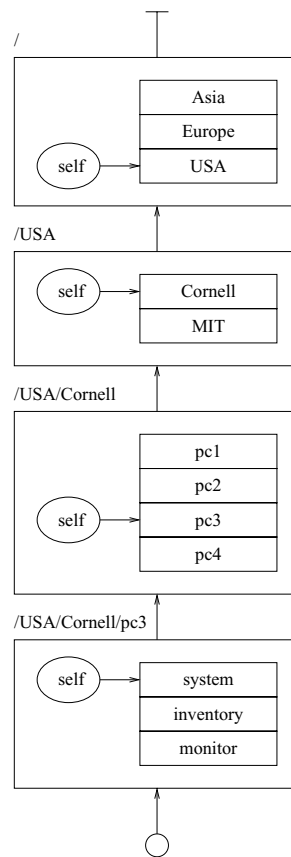 /
Asia
Europe
self
USA
/USA
self
Cornell
MIT
/USA/Cornell
pc1
pc2
self
pc3
pc4
/USA/Cornell/pc3
self
system
inventory
monitor